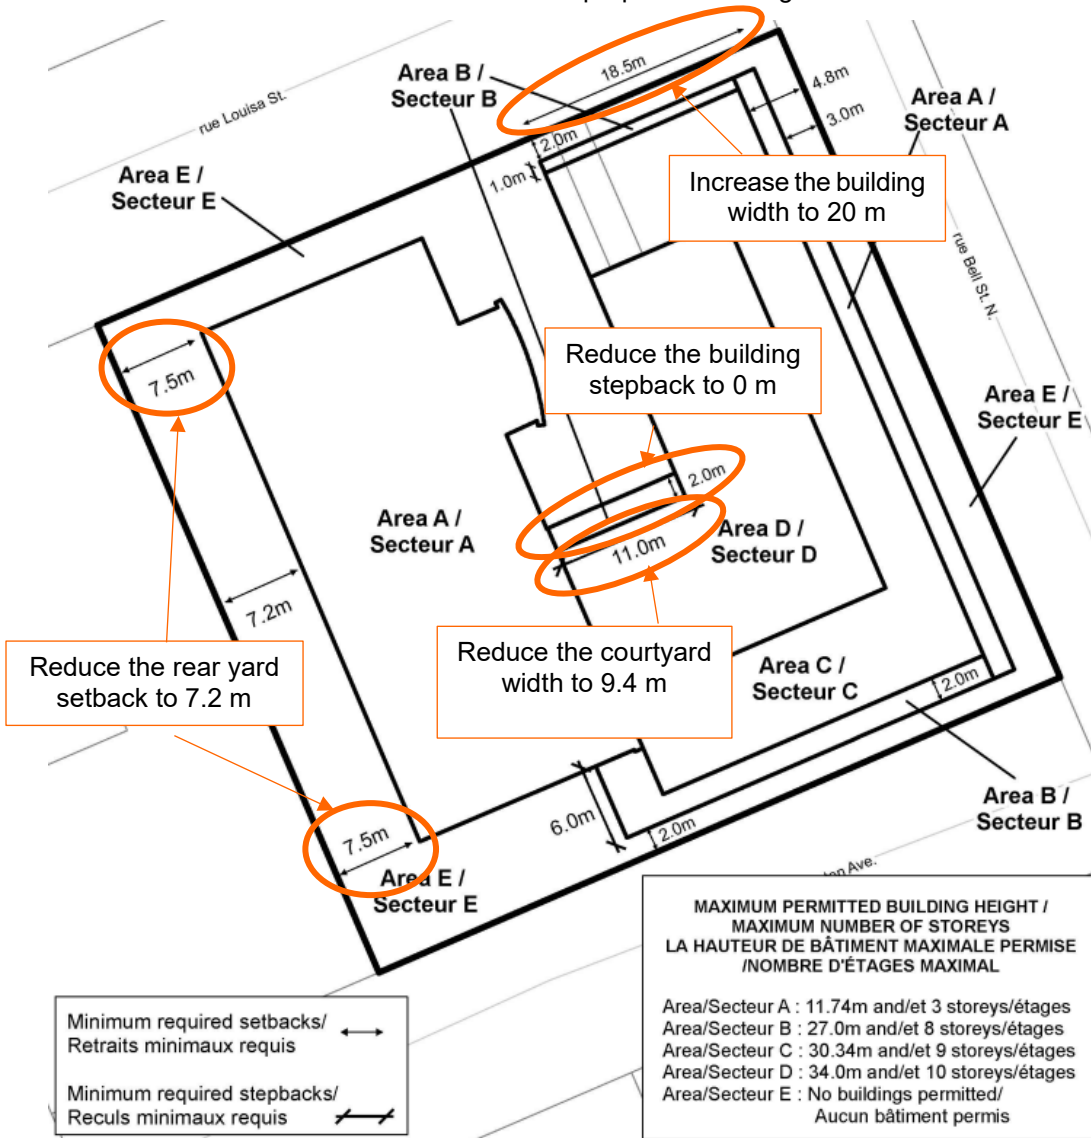 18.5m
Area B /
Secteur B
4.8m
Area A /
Secteur A
rue Louisa St.
3.0m
2.0m
Area E /
Secteur E
1.0m
Increase the building
width to 20 m
rue Bell St. N.
Reduce the building
stepback to 0 m
7.5m
Area E /
Secteur E
2.0m
Area A /
Secteur A
Area D /
Secteur D
11.0m
7.2m
Reduce the rear yard
setback to 7.2 m
Reduce the courtyard
width to 9.4 m
Area C /
Secteur C
2.0m
6.0m
2.0m
Area B /
Secteur B
7.5m
Area E /
Secteur E
Ave.
MAXIMUM PERMITTED BUILDING HEIGHT /
MAXIMUM NUMBER OF STOREYS
LA HAUTEUR DE BÂTIMENT MAXIMALE PERMISE
/NOMBRE D'ÉTAGES MAXIMAL
Area/Secteur A : 11.74m and/et 3 storeys/étages
Area/Secteur B : 27.0m and/et 8 storeys/étages
Area/Secteur C : 30.34m and/et 9 storeys/étages
Area/Secteur D : 34.0m and/et 10 storeys/étages
Area/Secteur E : No buildings permitted/
Aucun bâtiment permis
Minimum required setbacks/
Retraits minimaux requis
Minimum required stepbacks/
Reculs minimaux requis